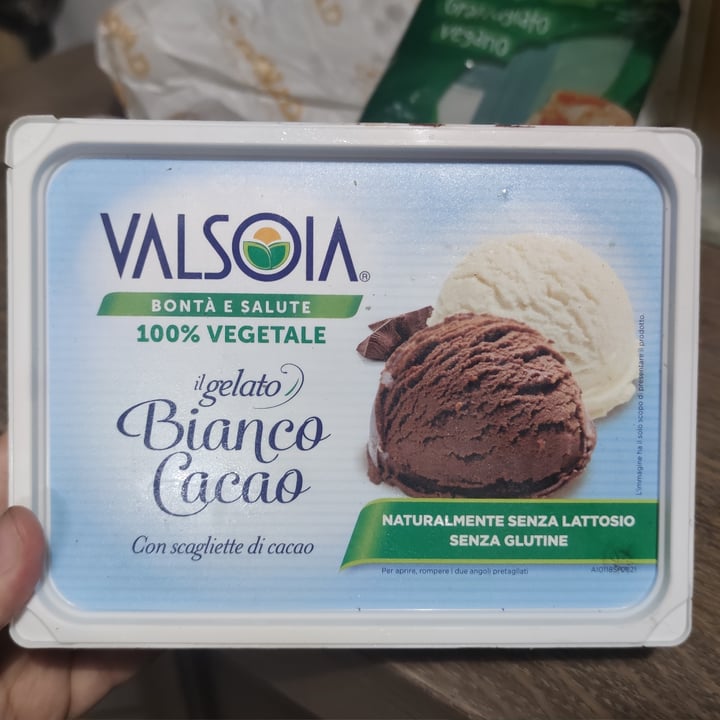 VALSOIA®
BONTÀ E SALUTE
100% VEGETALE
il gelato
Bianco
Cacao
Con scagliette di cacao
NATURALMENTE SENZA LATTOSIO
SENZA GLUTINE
Per aprire, rompere i due angoli pretagliati
L'immagine ha il solo scopo di presentare il prodotto.